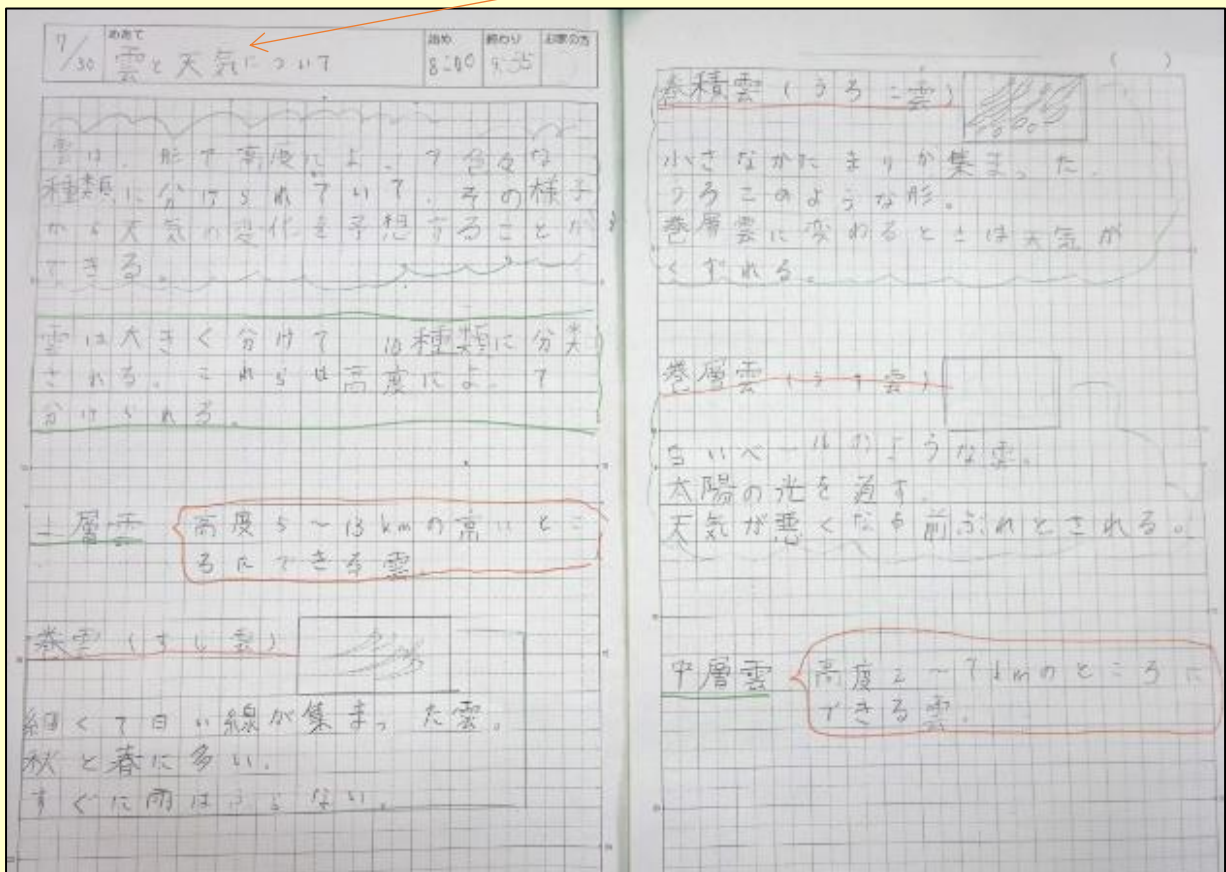 7/30
めあて
雲と天気について
始め
8:40
終わり
9:55
お家の方
雲は、形や高度によって色々な
種類に分けられていて、その様子
から天気の変化を予想することが
できる。
雲は大きく分けて 10種類に分類
される。これらは高度によって
分けられる。
上層雲
高度5～13kmの高いとこ
ろにできる雲
巻雲(すじ雲)
細くて白い線が集まった雲。
秋と春に多い。
すぐに雨はふらない。
( )
巻積雲(うろこ雲)
小さなかたまりが集まった、
うろこのような形。
巻層雲に変わるときは天気が
くずれる。
巻層雲(うす雲)
白いベールのような雲。
太陽の光を通す。
天気が悪くなる前ぶれとされる。
中層雲
高度2～7kmのところに
できる雲。